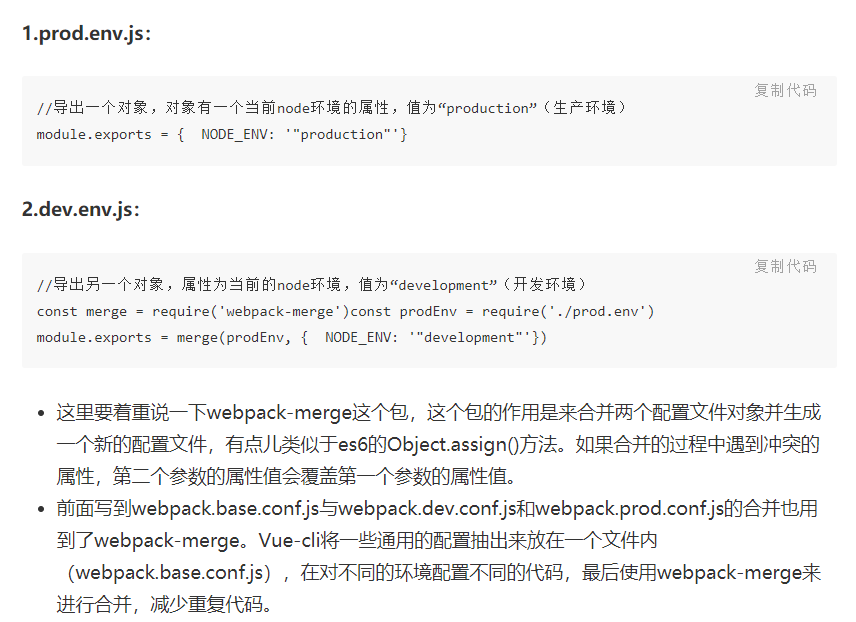 1.prod.env.js：
复制代码
//导出一个对象，对象有一个当前node环境的属性，值为“production”（生产环境）
module.exports = {  NODE_ENV: '"production"'}
2.dev.env.js：
复制代码
//导出另一个对象，属性为当前的node环境，值为“development”（开发环境）
const merge = require('webpack-merge')const prodEnv = require('./prod.env')
module.exports = merge(prodEnv, {  NODE_ENV: '"development"'})
• 这里要着重说一下webpack-merge这个包，这个包的作用是来合并两个配置文件对象并生成
一个新的配置文件，有点儿类似于es6的Object.assign()方法。如果合并的过程中遇到冲突的
属性，第二个参数的属性值会覆盖第一个参数的属性值。
• 前面写到webpack.base.conf.js与webpack.dev.conf.js和webpack.prod.conf.js的合并也用
到了webpack-merge。Vue-cli将一些通用的配置抽出来放在一个文件内
（webpack.base.conf.js），在对不同的环境配置不同的代码，最后使用webpack-merge来
进行合并，减少重复代码。